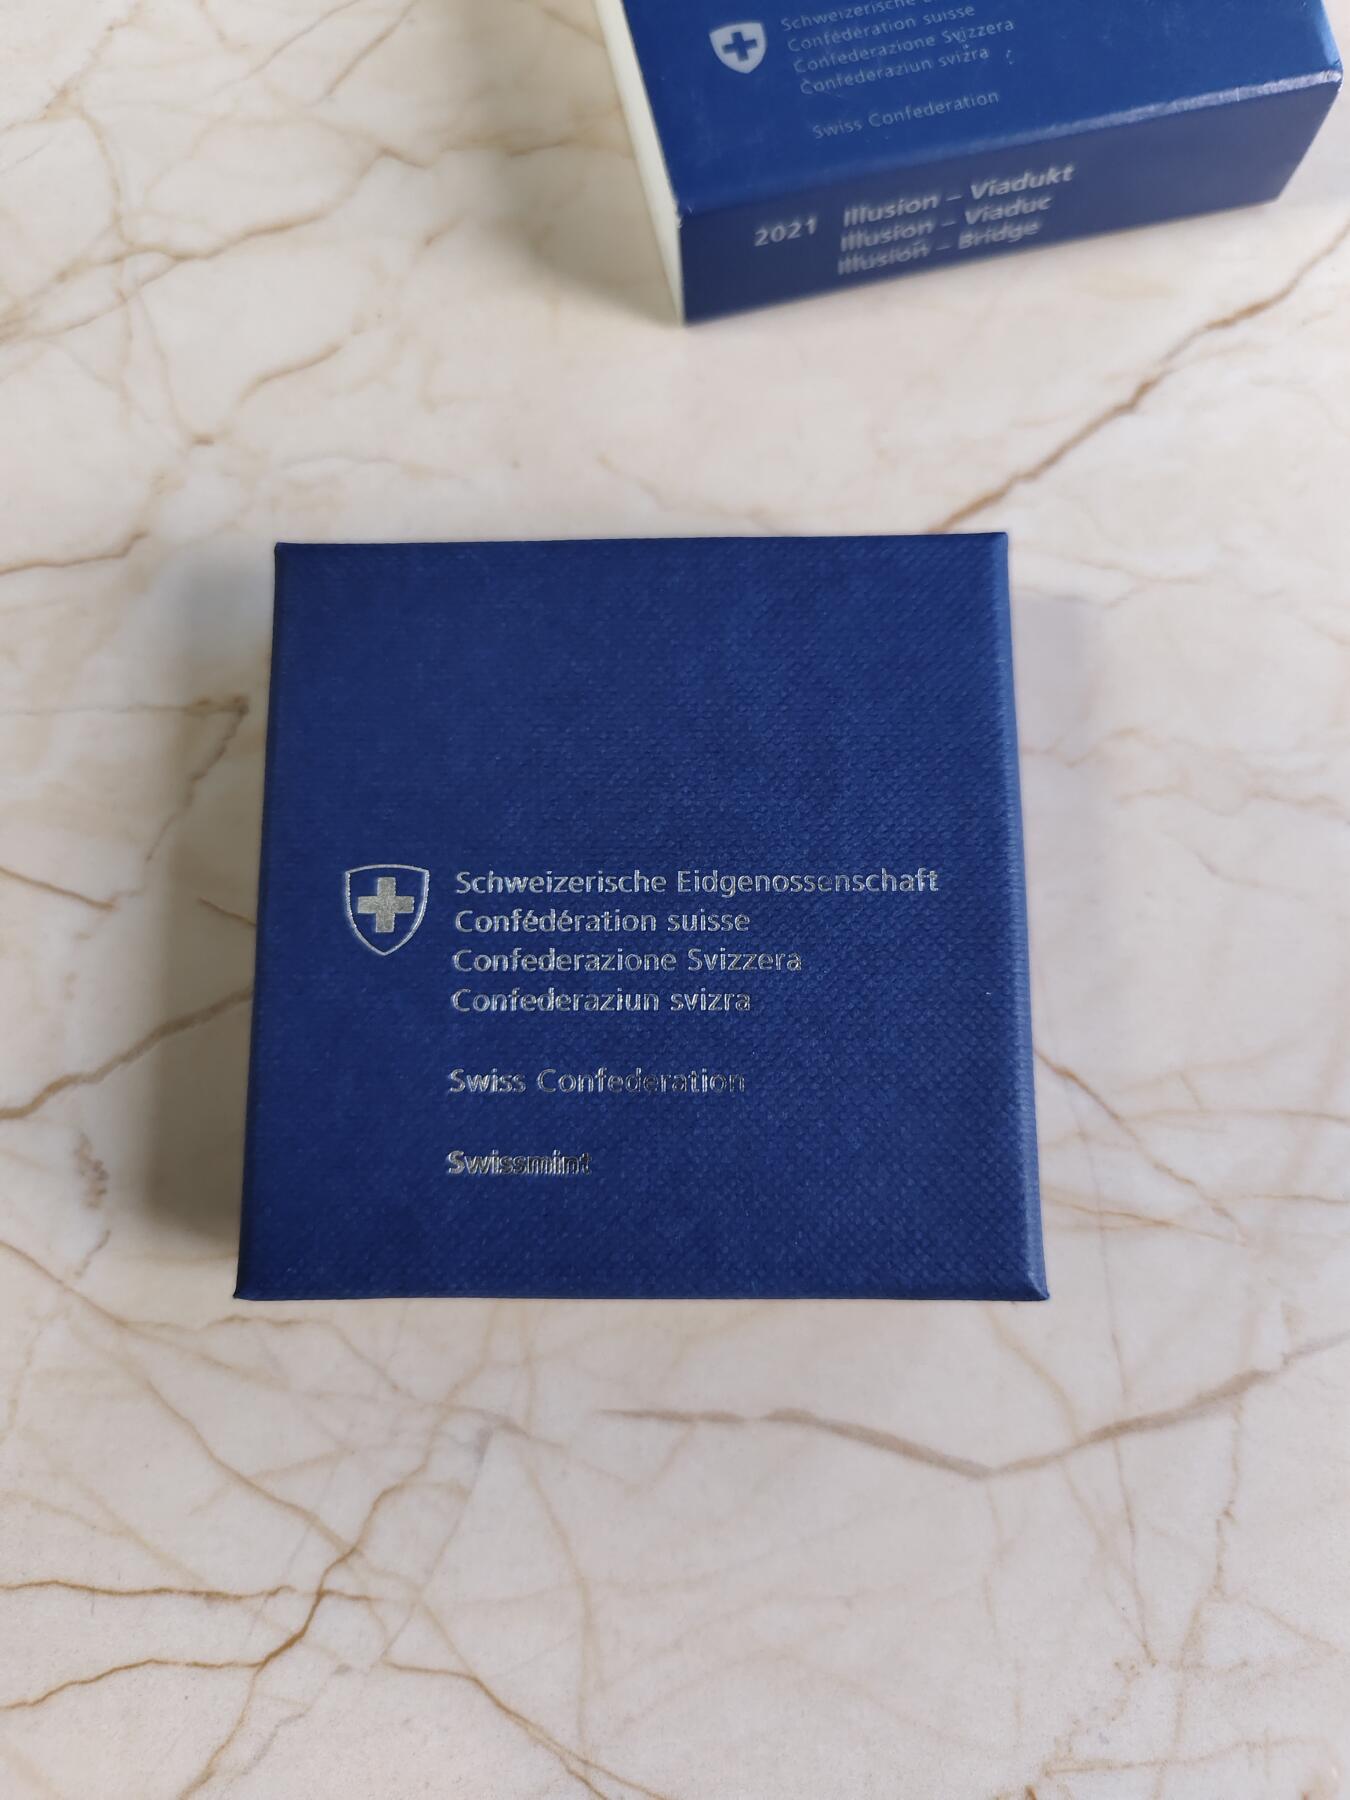 Schweizerische
Confédération suisse
Confederazione Svizzera
Confederaziun svizra
Swiss Confederation
2021 Illusion – Viadukt
Illusion – Viaduc
Illusion – Bridge
Schweizerische Eidgenossenschaft
Confédération suisse
Confederazione Svizzera
Confederaziun svizra
Swiss Confederation
Swissmint